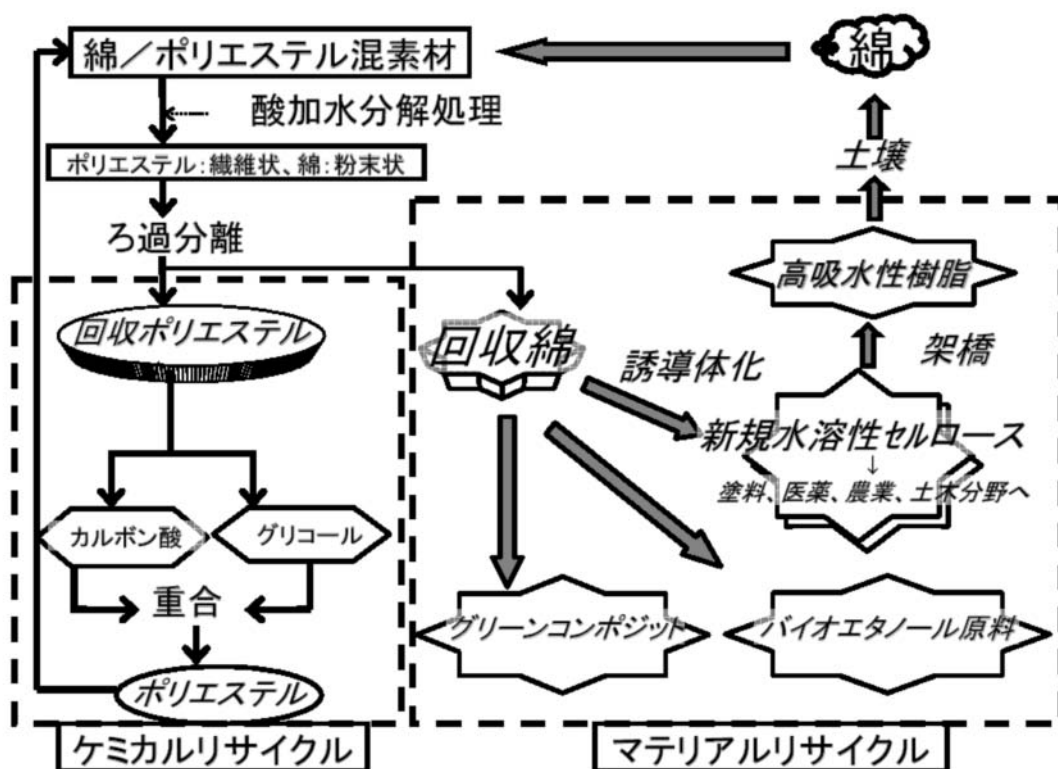 綿／ポリエステル混素材
綿
酸加水分解処理
ポリエステル：繊維状、綿：粉末状
土壌
ろ過分離
高吸水性樹脂
回収ポリエステル
回収綿
架橋
誘導体化
新規水溶性セルロース
↓
塗料、医薬、農業、土木分野へ
カルボン酸
グリコール
重合
グリーンコンポジット
バイオエタノール原料
ポリエステル
ケミカルリサイクル
マテリアルリサイクル